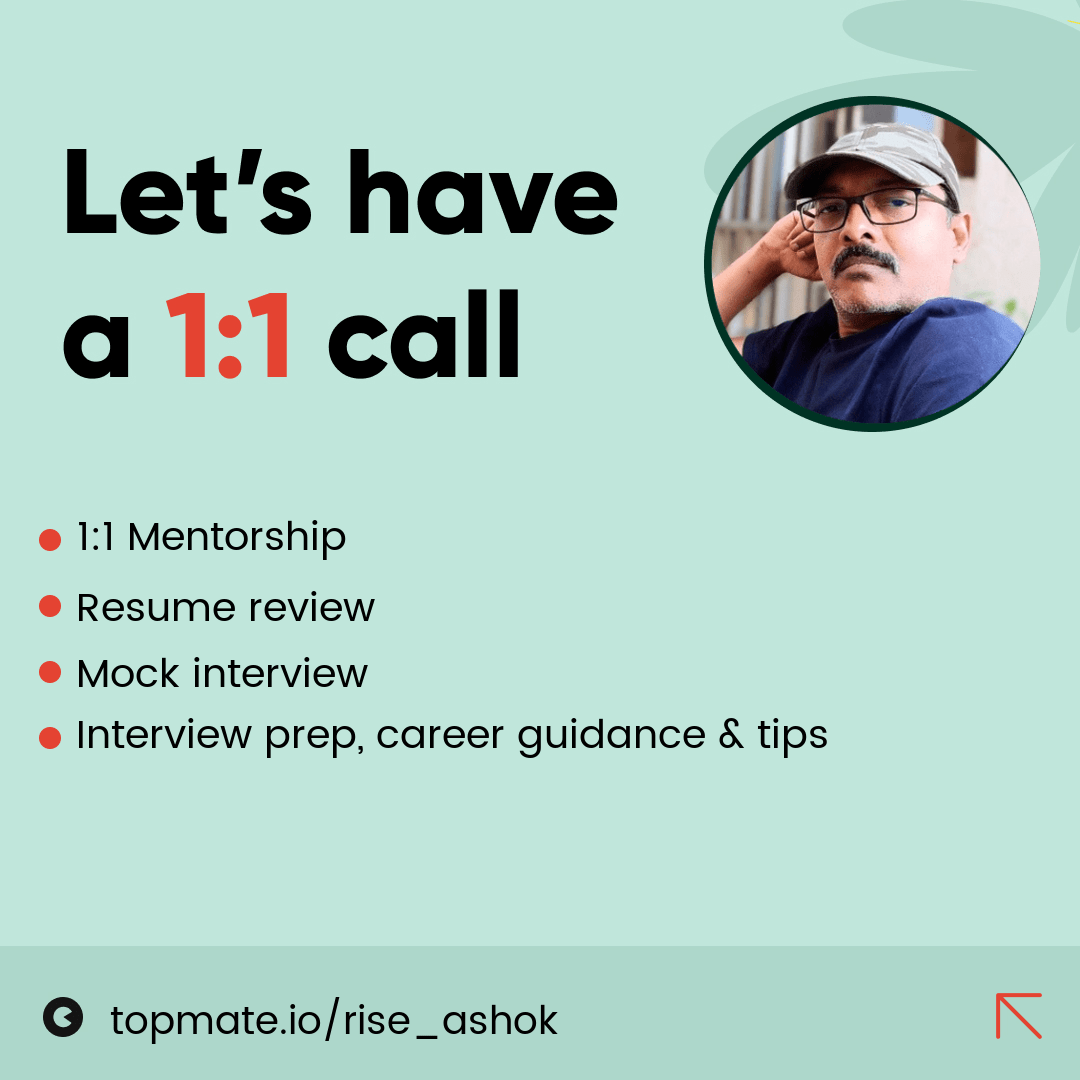 Let’s have
a 1:1 call
1:1 Mentorship
Resume review
Mock interview
Interview prep, career guidance & tips
topmate.io/rise_ashok